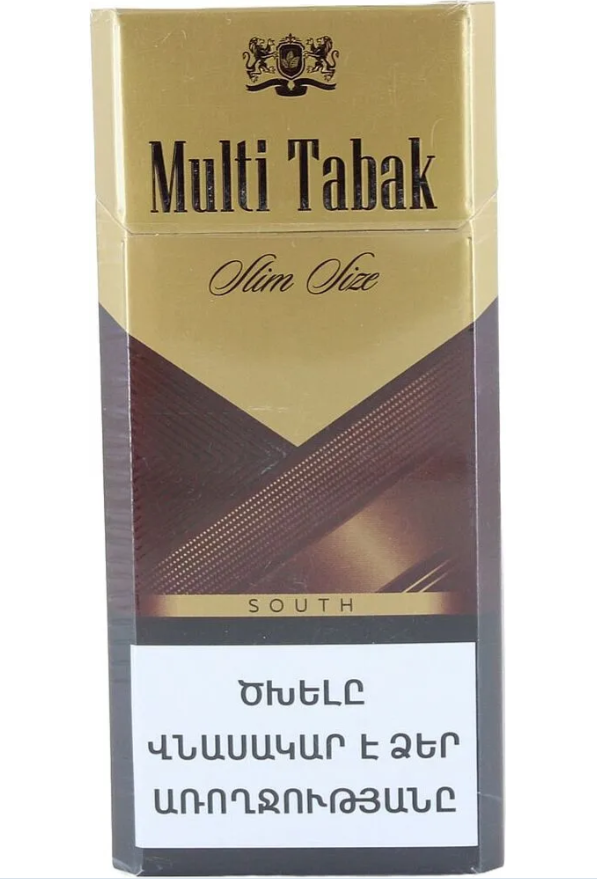 Multi Tabak
Slim Size
SOUTH
ԾԽԵԼԸ
ՎՆԱՍԱԿԱՐ Է ՁԵՐ
ԱՌՈՂՋՈՒԹՅԱՆԸ